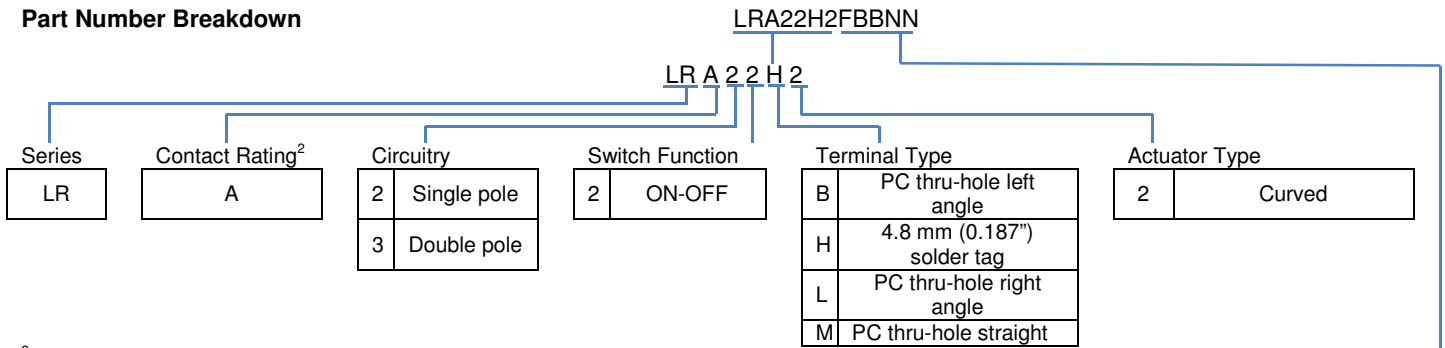 Part Number Breakdown LRA22H2FBBNN
LR A 2 2 H 2
Series Contact Rating² Circuitry Switch Function Terminal Type Actuator Type
LR A 2 Single pole 2 ON-OFF B PC thru-hole left angle 2 Curved
3 Double pole H 4.8 mm (0.187”) solder tag
L PC thru-hole right angle
M PC thru-hole straight